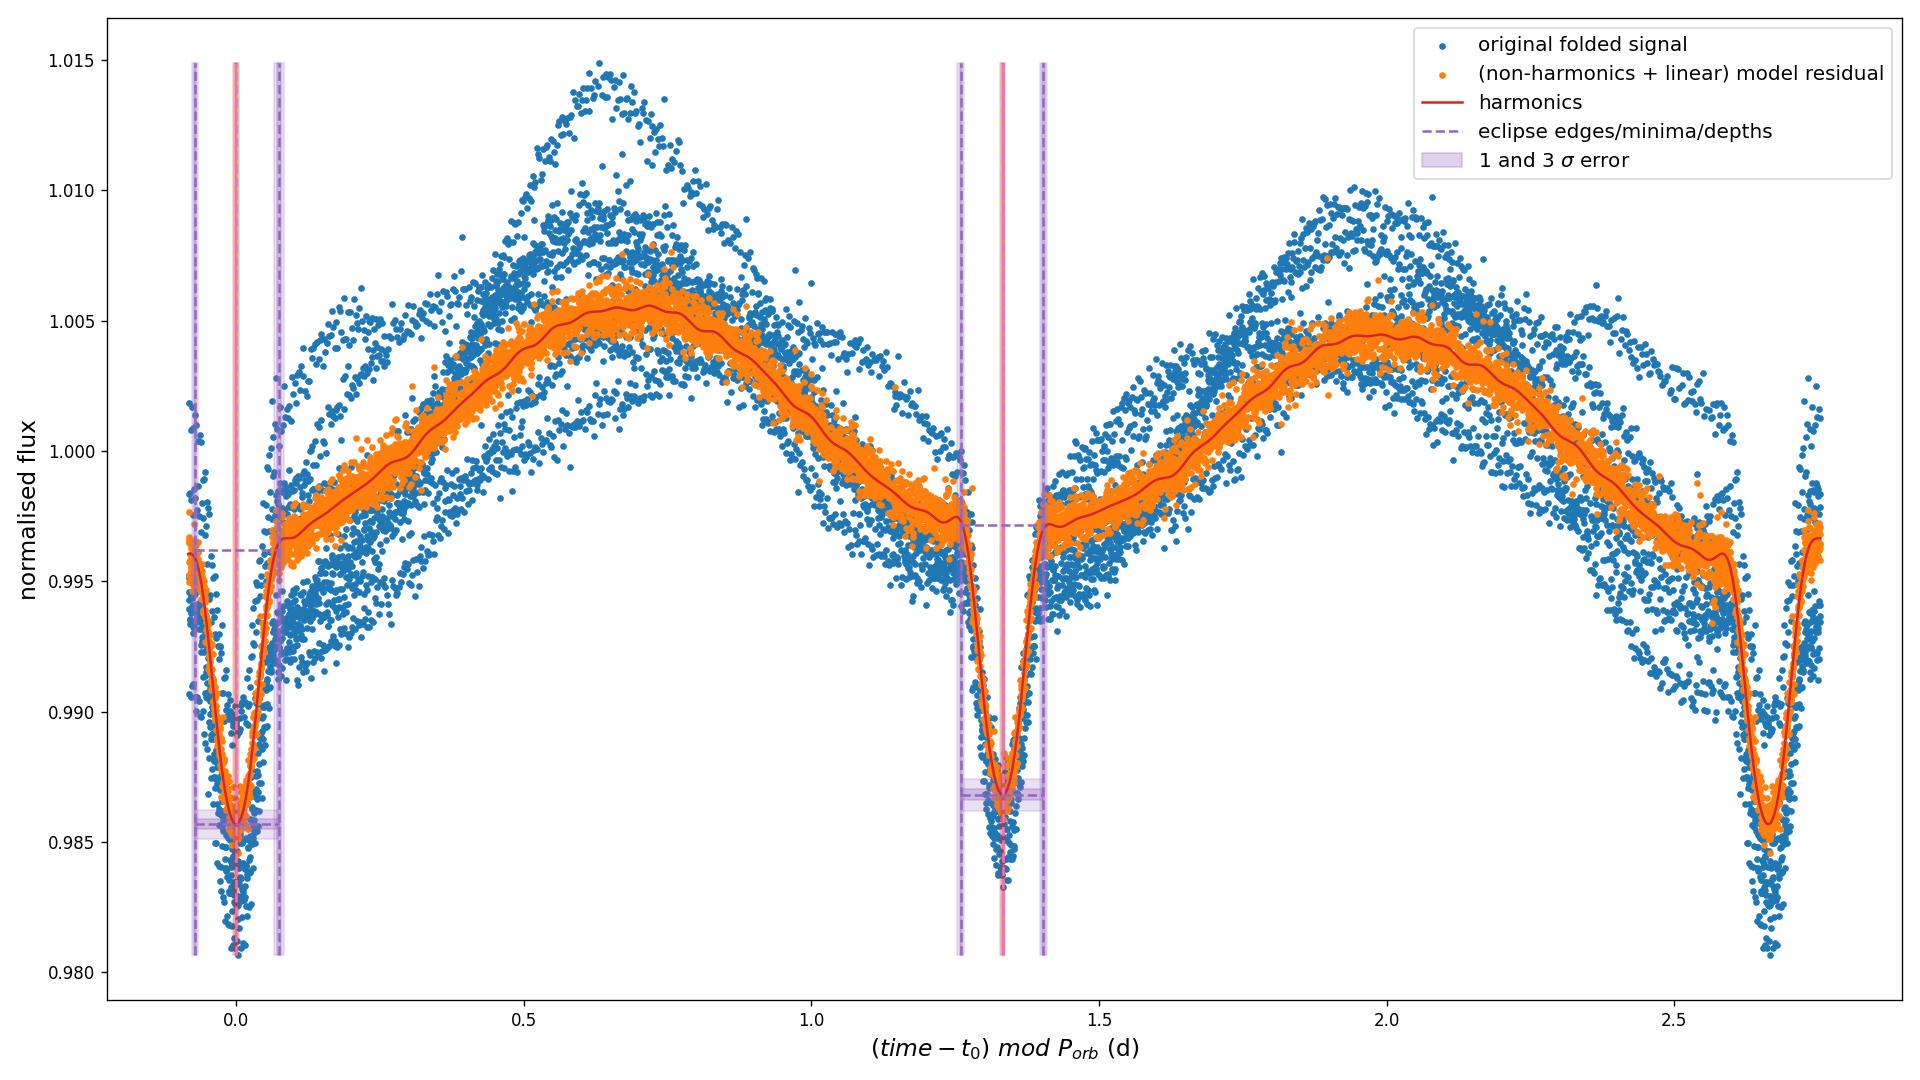 original folded signal
(non-harmonics + linear) model residual
harmonics
eclipse edges/minima/depths
1 and 3 σ error
normalised flux
1.015
1.010
1.005
1.000
0.995
0.990
0.985
0.980
0.0 0.5 1.0 1.5 2.0 2.5
(time − t₀) mod Pₒᵣb (d)